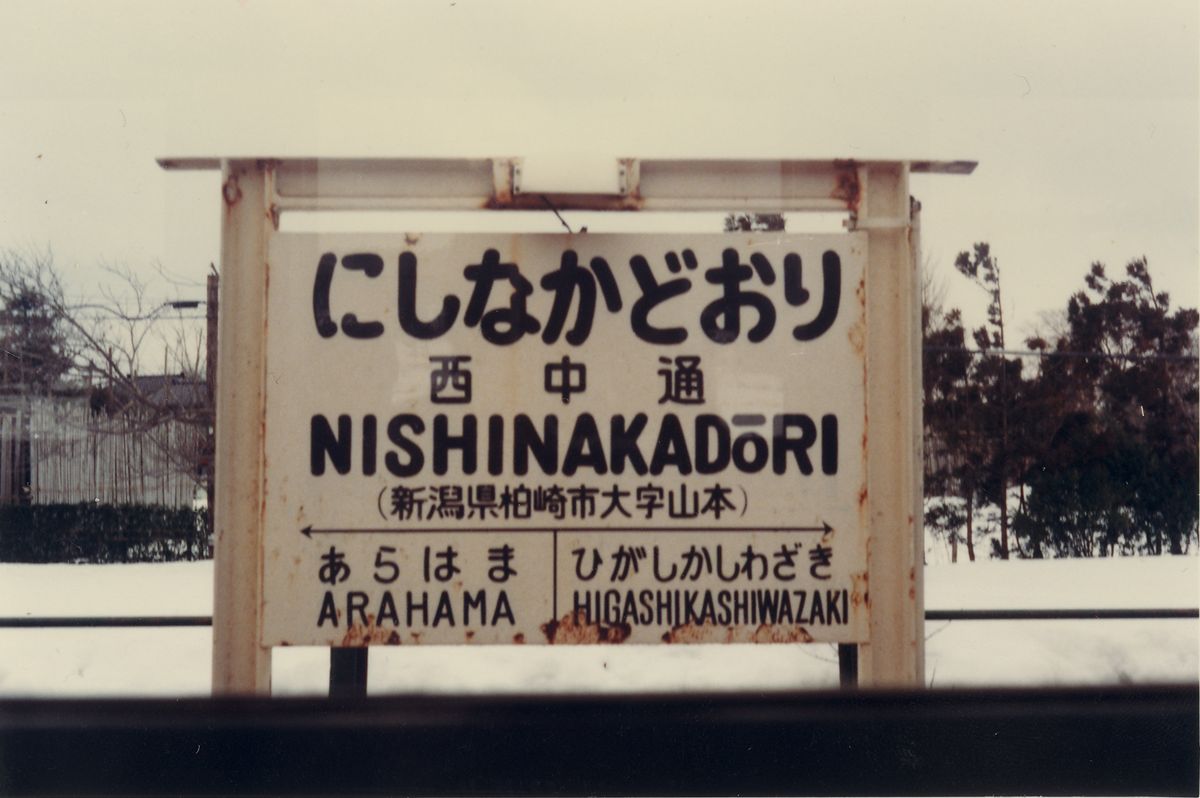 にしなかどおり
西中通
NISHINAKADōRI
(新潟県柏崎市大字山本)
あらはま ひがしかしわざき
ARAHAMA HIGASHIKASHIWAZAKI